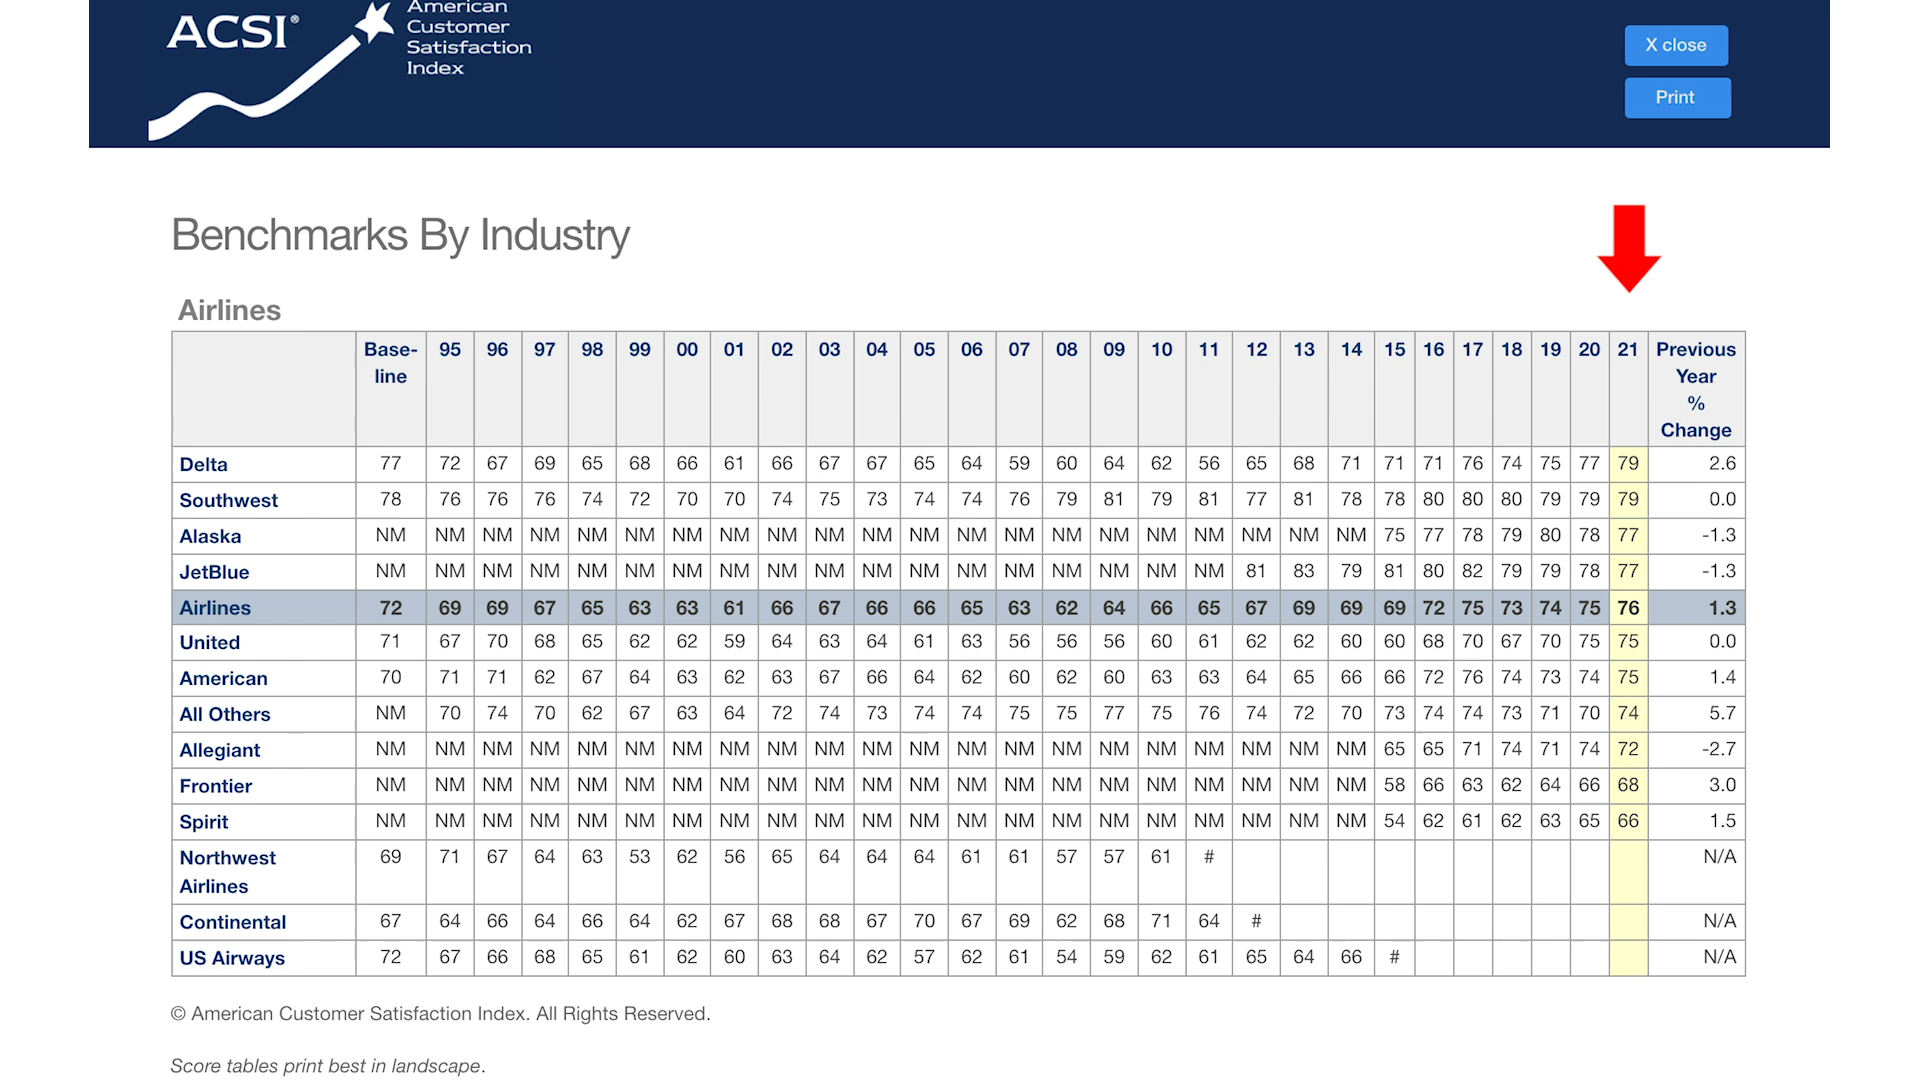 ACSI®
American
Customer
Satisfaction
Index
X close
Print
Benchmarks By Industry
Airlines
Base-line 95 96 97 98 99 00 01 02 03 04 05 06 07 08 09 10 11 12 13 14 15 16 17 18 19 20 21 Previous Year % Change
Delta 77 72 67 69 65 68 66 61 66 67 67 65 64 59 60 64 62 56 65 68 71 71 71 76 74 75 77 79 2.6
Southwest 78 76 76 76 74 72 70 70 74 75 73 74 74 76 79 81 79 81 77 81 78 78 80 80 80 79 79 79 0.0
Alaska NM NM NM NM NM NM NM NM NM NM NM NM NM NM NM NM NM NM NM NM NM 75 77 78 79 80 78 77 -1.3
JetBlue NM NM NM NM NM NM NM NM NM NM NM NM NM NM NM NM NM NM 81 83 79 81 80 82 79 79 78 77 -1.3
Airlines 72 69 69 67 65 63 63 61 66 67 66 66 65 63 62 64 66 65 67 69 69 69 72 75 73 74 75 76 1.3
United 71 67 70 68 65 62 62 59 64 63 64 61 63 56 56 56 60 61 62 62 60 60 68 70 67 70 75 75 0.0
American 70 71 71 62 67 64 63 62 63 67 66 64 62 60 62 60 63 63 64 65 66 66 72 76 74 73 74 75 1.4
All Others NM 70 74 70 62 67 63 64 72 74 73 74 74 75 75 77 75 76 74 72 70 73 74 74 73 71 70 74 5.7
Allegiant NM NM NM NM NM NM NM NM NM NM NM NM NM NM NM NM NM NM NM NM NM 65 65 71 74 71 74 72 -2.7
Frontier NM NM NM NM NM NM NM NM NM NM NM NM NM NM NM NM NM NM NM NM NM 58 66 63 62 64 66 68 3.0
Spirit NM NM NM NM NM NM NM NM NM NM NM NM NM NM NM NM NM NM NM NM NM 54 62 61 62 63 65 66 1.5
Northwest Airlines 69 71 67 64 63 53 62 56 65 64 64 64 61 61 57 57 61 # N/A
Continental 67 64 66 64 66 64 62 67 68 68 67 70 67 69 62 68 71 64 # N/A
US Airways 72 67 66 68 65 61 62 60 63 64 62 57 62 61 54 59 62 61 65 64 66 # N/A
© American Customer Satisfaction Index. All Rights Reserved.
Score tables print best in landscape.